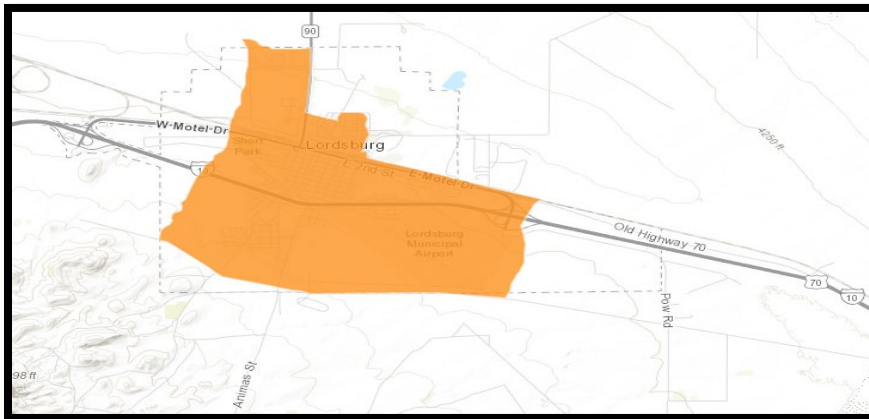 90
W Motel Dr
Short
Park
Lordsburg
4250 ft
10
E 2nd St
E Motel Dr
Lordsburg
Municipal
Airport
Old Highway 70
70
10
Pow Rd
98 ft
Animas St